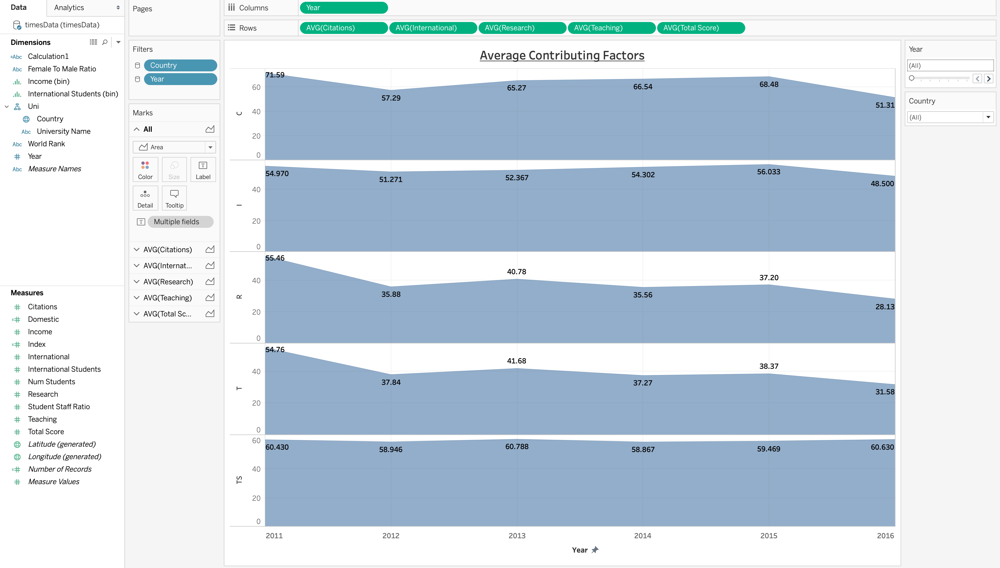 Data
Analytics
timesData (timesData)
Dimensions
=Abc Calculation1
Abc Female To Male Ratio
Income (bin)
International Students (bin)
Uni
Country
Abc University Name
Abc World Rank
# Year
Abc Measure Names
Measures
# Citations
=# Domestic
# Income
=# Index
# International
# International Students
# Num Students
# Research
# Student Staff Ratio
# Teaching
# Total Score
Latitude (generated)
Longitude (generated)
=# Number of Records
# Measure Values
Pages
Filters
Country
Year
Marks
All
Area
Color
Size
T Label
Detail
Tooltip
T Multiple fields
AVG(Citations)
AVG(Internat...
AVG(Research)
AVG(Teaching)
AVG(Total Sc...
Columns
Year
Rows
AVG(Citations)
AVG(International)
AVG(Research)
AVG(Teaching)
AVG(Total Score)
Average Contributing Factors
C
60
40
20
0
71.59
57.29
65.27
66.54
68.48
51.31
I
40
20
0
54.970
51.271
52.367
54.302
56.033
48.500
R
40
20
0
55.46
35.88
40.78
35.56
37.20
28.13
T
40
20
0
54.76
37.84
41.68
37.27
38.37
31.58
TS
60
40
20
0
60.430
58.946
60.788
58.867
59.469
60.630
2011
2012
2013
2014
2015
2016
Year
Year
(All)
Country
(All)